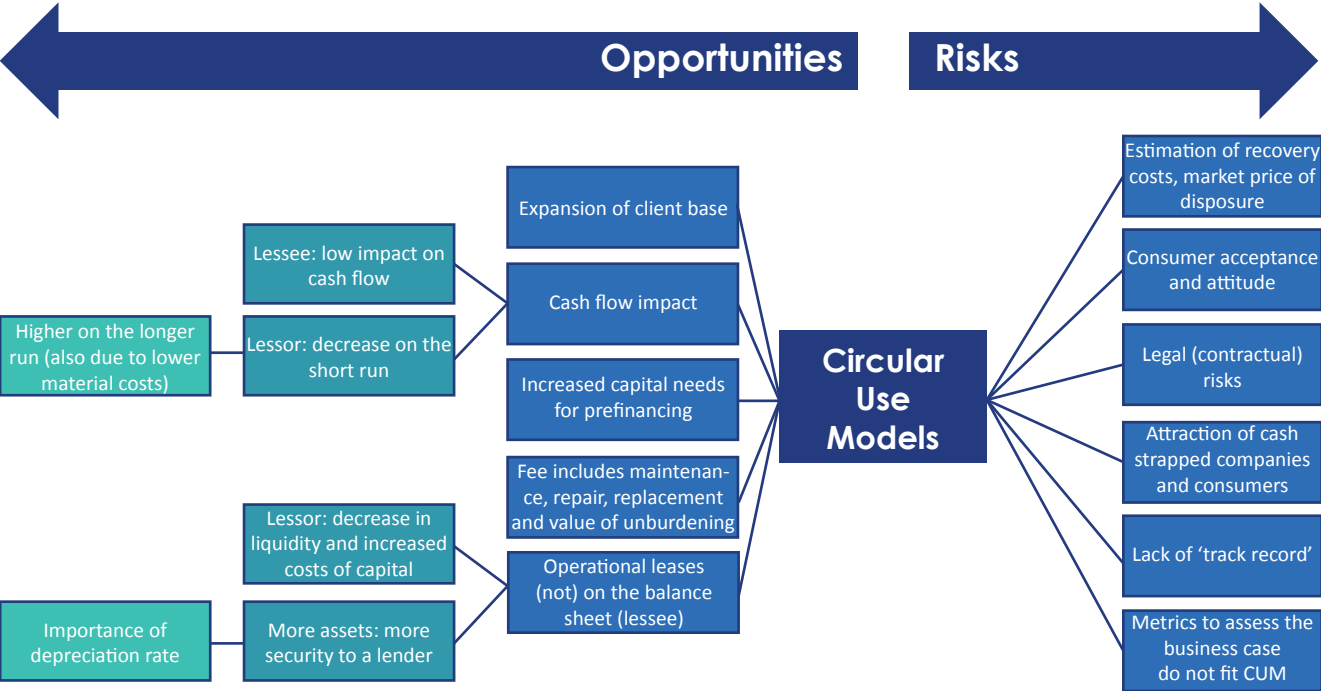 Opportunities
Risks
Expansion of client base
Lessee: low impact on
cash flow
Cash flow impact
Higher on the longer
run (also due to lower
material costs)
Lessor: decrease on the
short run
Increased capital needs
for prefinancing
Fee includes maintenan-
ce, repair, replacement
and value of unburdening
Lessor: decrease in
liquidity and increased
costs of capital
Operational leases
(not) on the balance
sheet (lessee)
Importance of
depreciation rate
More assets: more
security to a lender
Circular
Use
Models
Estimation of recovery
costs, market price of
disposure
Consumer acceptance
and attitude
Legal (contractual)
risks
Attraction of cash
strapped companies
and consumers
Lack of ‘track record’
Metrics to assess the
business case
do not fit CUM